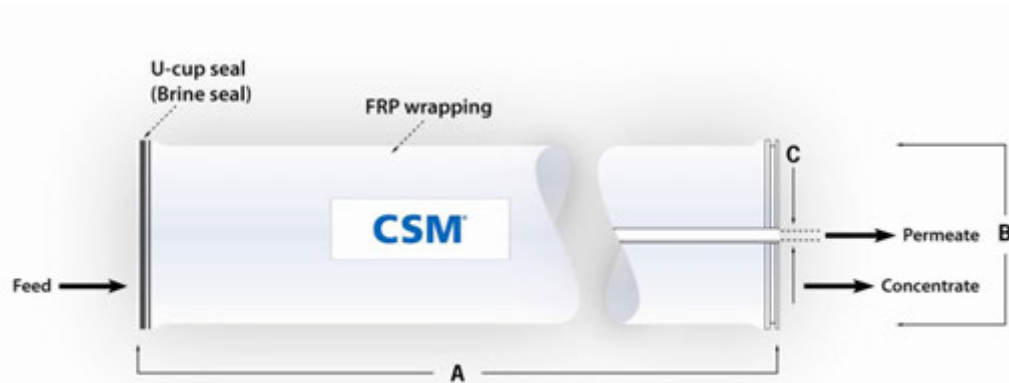 U-cup seal
(Brine seal)
FRP wrapping
C
CSM®
Permeate
B
Feed
Concentrate
A